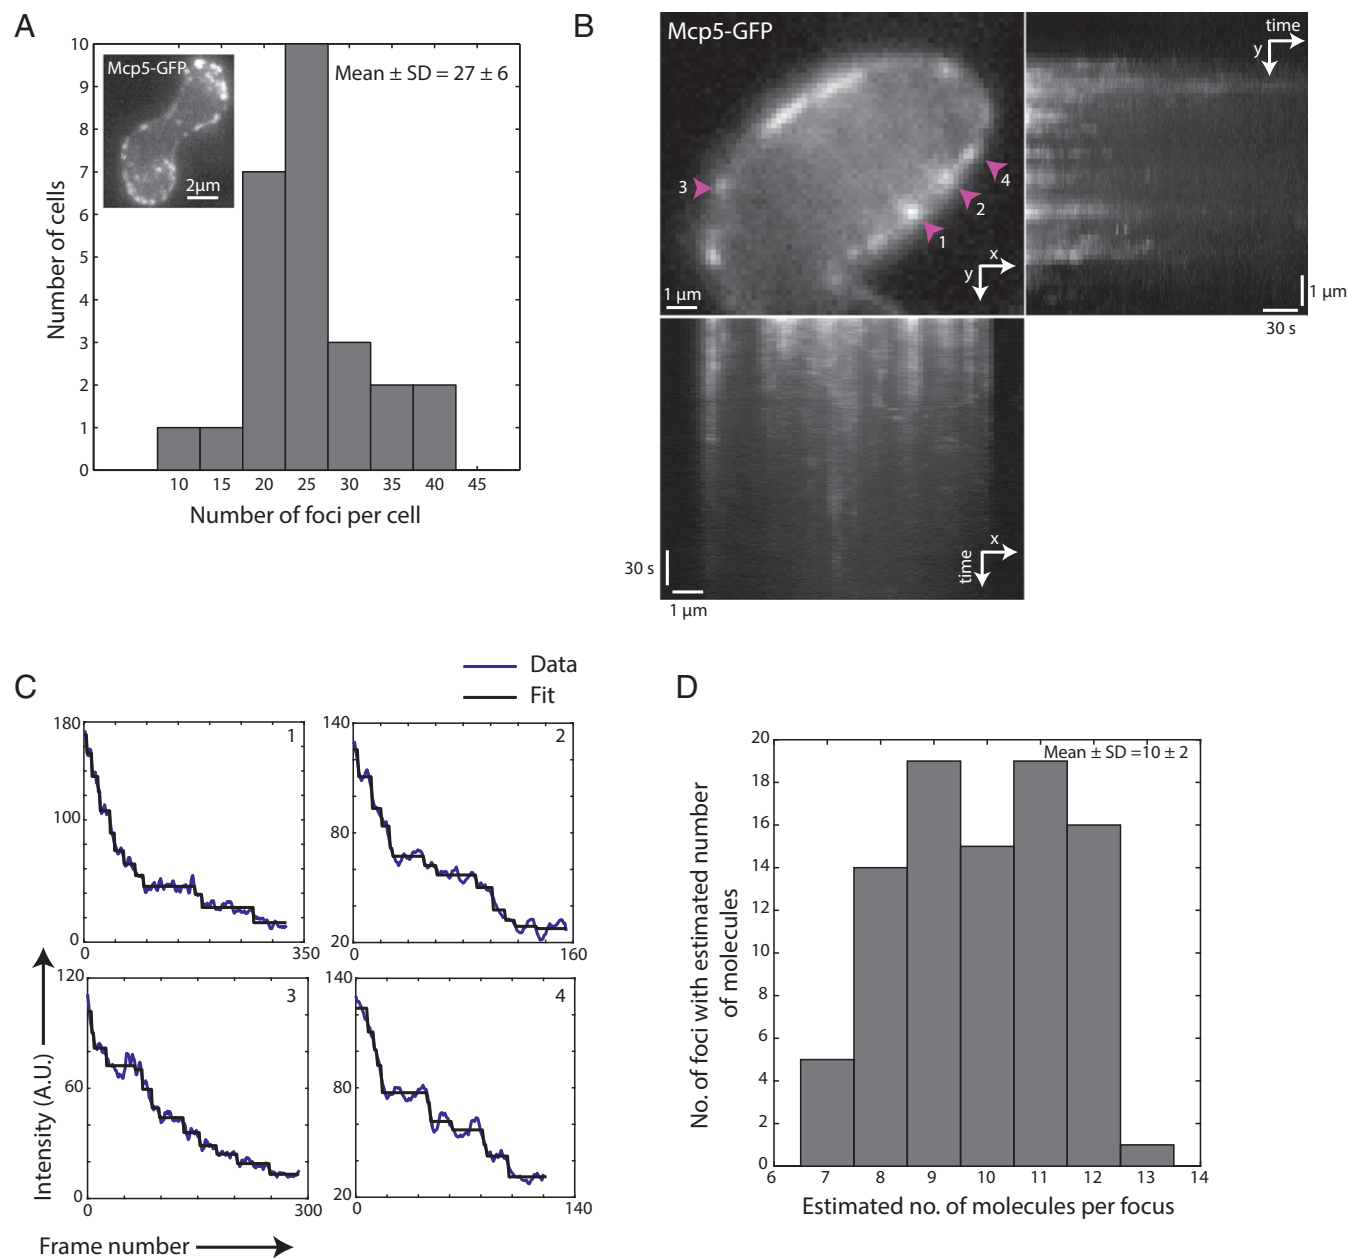 A
Mcp5-GFP
2μm
Mean ± SD = 27 ± 6
Number of cells
10
9
8
7
6
5
4
3
2
1
0
10 15 20 25 30 35 40 45
Number of foci per cell
B
Mcp5-GFP
3
4
2
1
x
y
1 μm
time
y
1 μm
30 s
x
time
30 s
1 μm
C
Data
Fit
1
180
100
0
0 350
2
140
80
20
0 160
3
120
60
0
0 300
4
140
80
20
0 140
Intensity (A.U.)
Frame number
D
Mean ± SD =10 ± 2
No. of foci with estimated number
of molecules
20
18
16
14
12
10
8
6
4
2
0
6 7 8 9 10 11 12 13 14
Estimated no. of molecules per focus